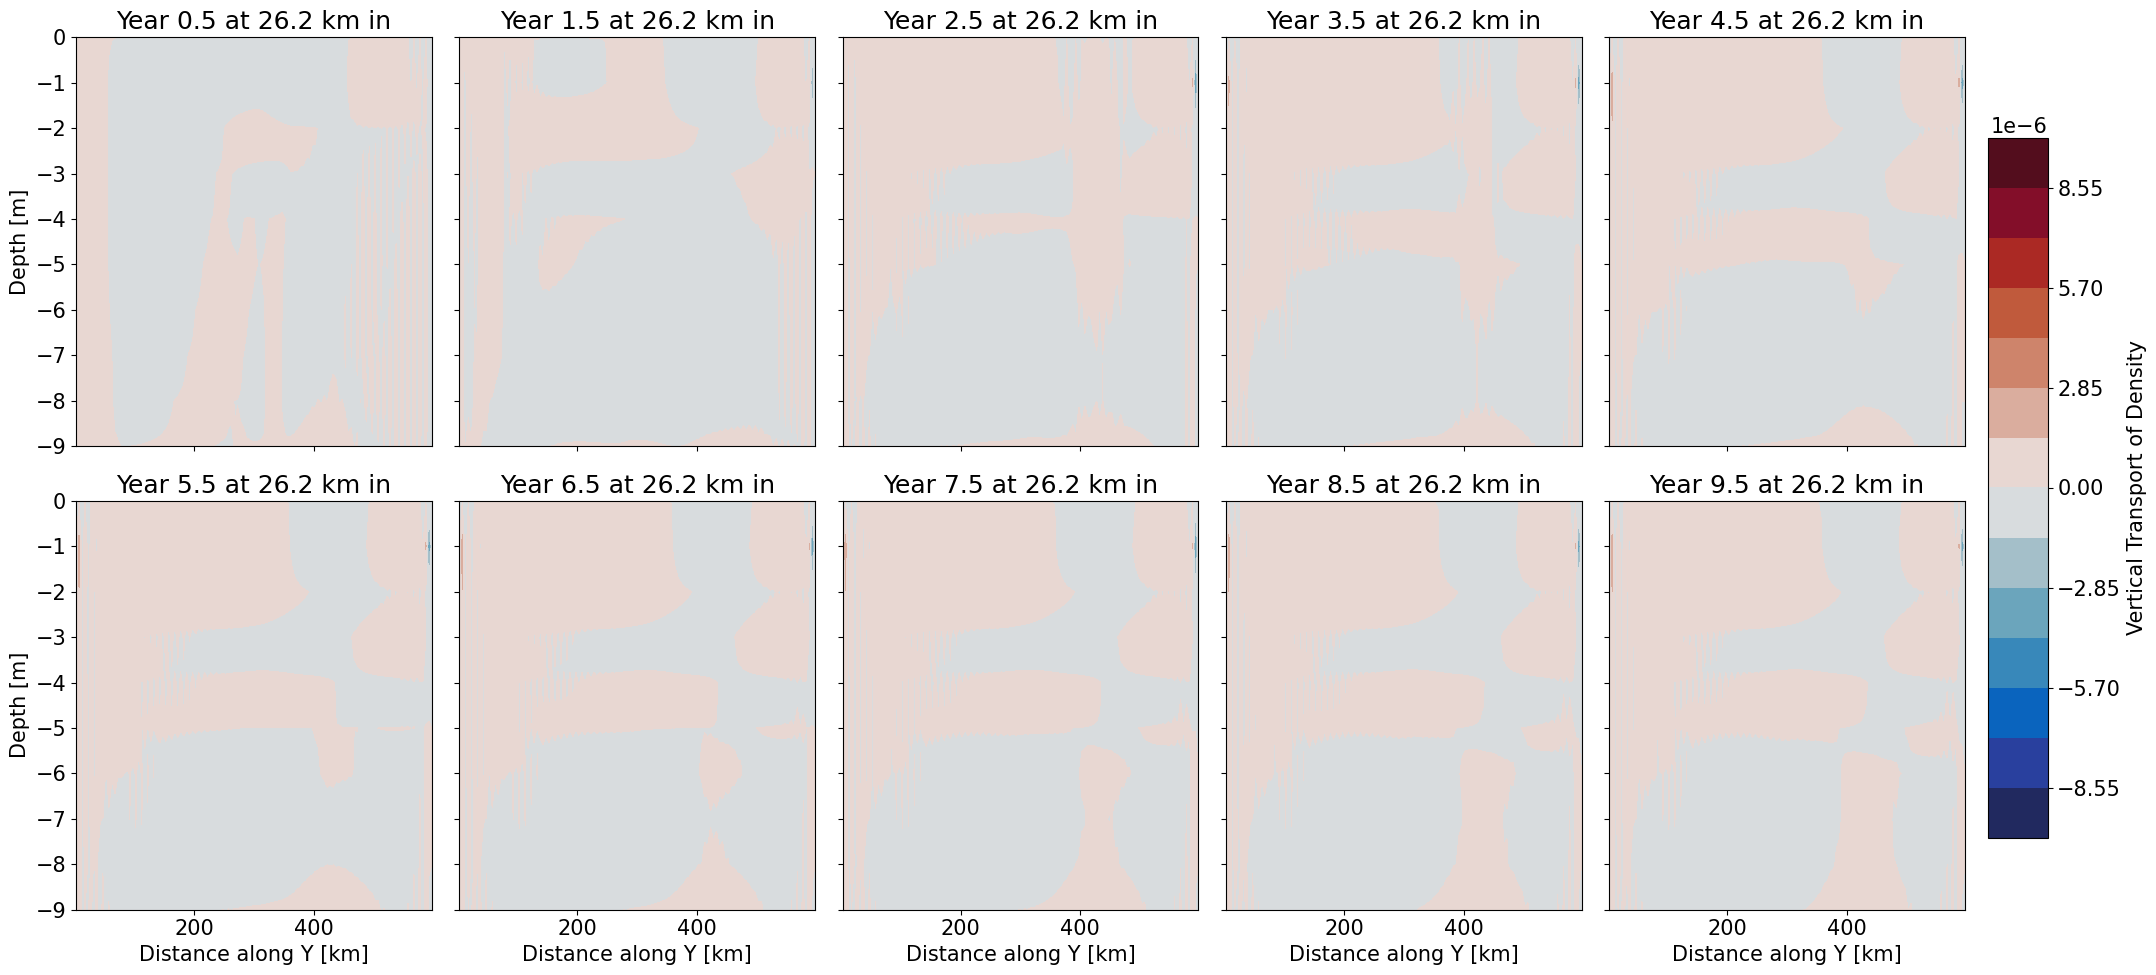 Year 0.5 at 26.2 km in
Year 1.5 at 26.2 km in
Year 2.5 at 26.2 km in
Year 3.5 at 26.2 km in
Year 4.5 at 26.2 km in
0
−1
−2
−3
−4
−5
−6
−7
−8
−9
Depth [m]
Year 5.5 at 26.2 km in
Year 6.5 at 26.2 km in
Year 7.5 at 26.2 km in
Year 8.5 at 26.2 km in
Year 9.5 at 26.2 km in
0
−1
−2
−3
−4
−5
−6
−7
−8
−9
Depth [m]
200 400
200 400
200 400
200 400
200 400
Distance along Y [km]
Distance along Y [km]
Distance along Y [km]
Distance along Y [km]
Distance along Y [km]
1e−6
8.55
5.70
2.85
0.00
−2.85
−5.70
−8.55
Vertical Transport of Density